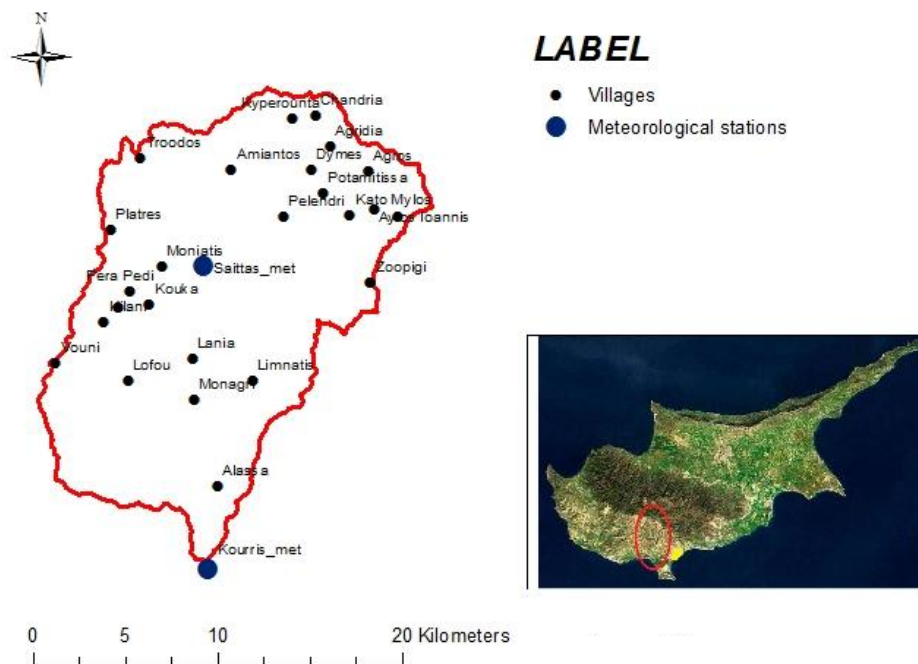 N
LABEL
Villages
Meteorological stations
Kyperounta
Chandria
Agridia
Troodos
Amiantos
Dymes
Agros
Potamitissa
Pelendri
Kato Mylos
Ayios Ioannis
Platres
Moniatis
Saittas_met
Zoopigi
Pera Pedi
Kouka
Kilani
Vouni
Lania
Lofou
Limnatis
Monagri
Alassa
Kourris_met
0 5 10 20 Kilometers